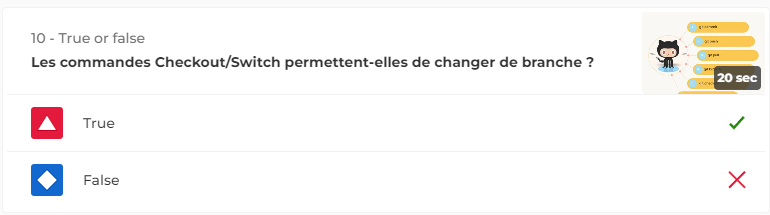 10 - True or false
Les commandes Checkout/Switch permettent-elles de changer de branche ?
20 sec
True
False